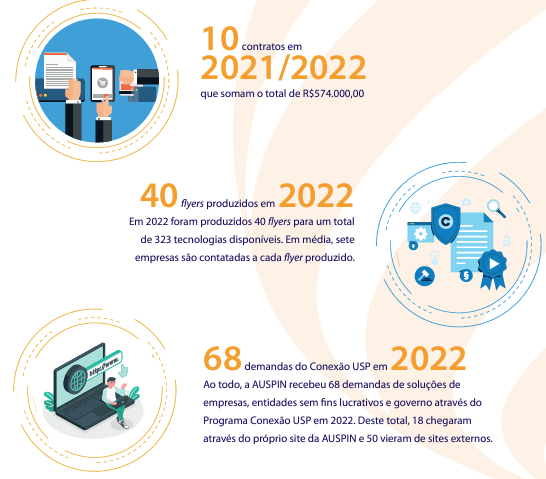 10 contratos em
2021/2022
que somam o total de R$574.000,00
40 flyers produzidos em 2022
Em 2022 foram produzidos 40 flyers para um total
de 323 tecnologias disponíveis. Em média, sete
empresas são contatadas a cada flyer produzido.
C
§
http://www.
68 demandas do Conexão USP em 2022
Ao todo, a AUSPIN recebeu 68 demandas de soluções de
empresas, entidades sem fins lucrativos e governo através do
Programa Conexão USP em 2022. Deste total, 18 chegaram
através do próprio site da AUSPIN e 50 vieram de sites externos.